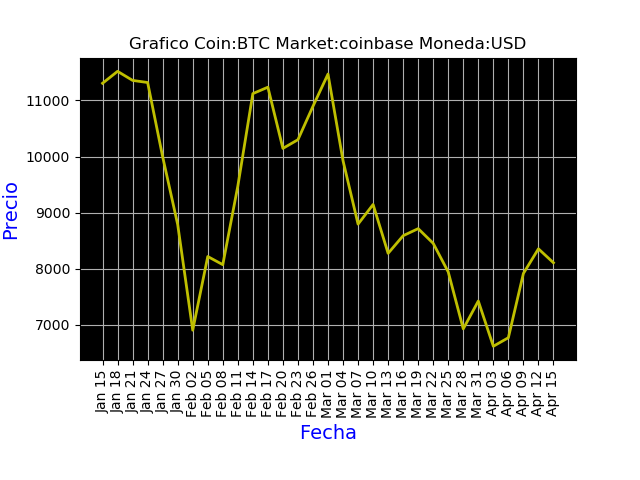 Grafico Coin:BTC Market:coinbase Moneda:USD
11000
10000
9000
8000
7000
Precio
Jan 15
Jan 18
Jan 21
Jan 24
Jan 27
Jan 30
Feb 02
Feb 05
Feb 08
Feb 11
Feb 14
Feb 17
Feb 20
Feb 23
Feb 26
Mar 01
Mar 04
Mar 07
Mar 10
Mar 13
Mar 16
Mar 19
Mar 22
Mar 25
Mar 28
Mar 31
Apr 03
Apr 06
Apr 09
Apr 12
Apr 15
Fecha